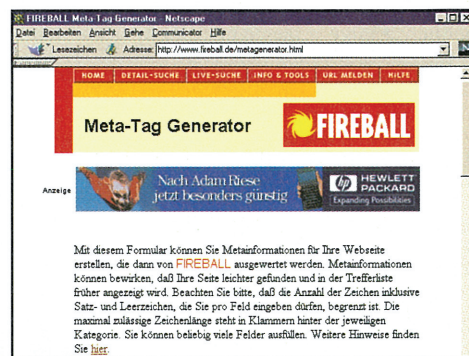 FIREBALL Meta-Tag Generator - Netscape
Datei Bearbeiten Ansicht Gehe Communicator Hilfe
Lesezeichen Adresse: http://www.fireball.de/metagenerator.html
HOME DETAIL-SUCHE LIVE-SUCHE INFO & TOOLS URL MELDEN HILFE
Meta-Tag Generator
FIREBALL
Anzeige
Nach Adam Riese
jetzt besonders günstig
hp HEWLETT
PACKARD
Expanding Possibilities
Mit diesem Formular können Sie Metainformationen für Ihre Webseite
erstellen, die dann von FIREBALL ausgewertet werden. Metainformationen
können bewirken, daß Ihre Seite leichter gefunden und in der Trefferliste
früher angezeigt wird. Beachten Sie bitte, daß die Anzahl der Zeichen inklusive
Satz- und Leerzeichen, die Sie pro Feld eingeben dürfen, begrenzt ist. Die
maximal zulässige Zeichenlänge steht in Klammern hinter der jeweiligen
Kategorie. Sie können beliebig viele Felder ausfüllen. Weitere Hinweise finden
Sie hier.